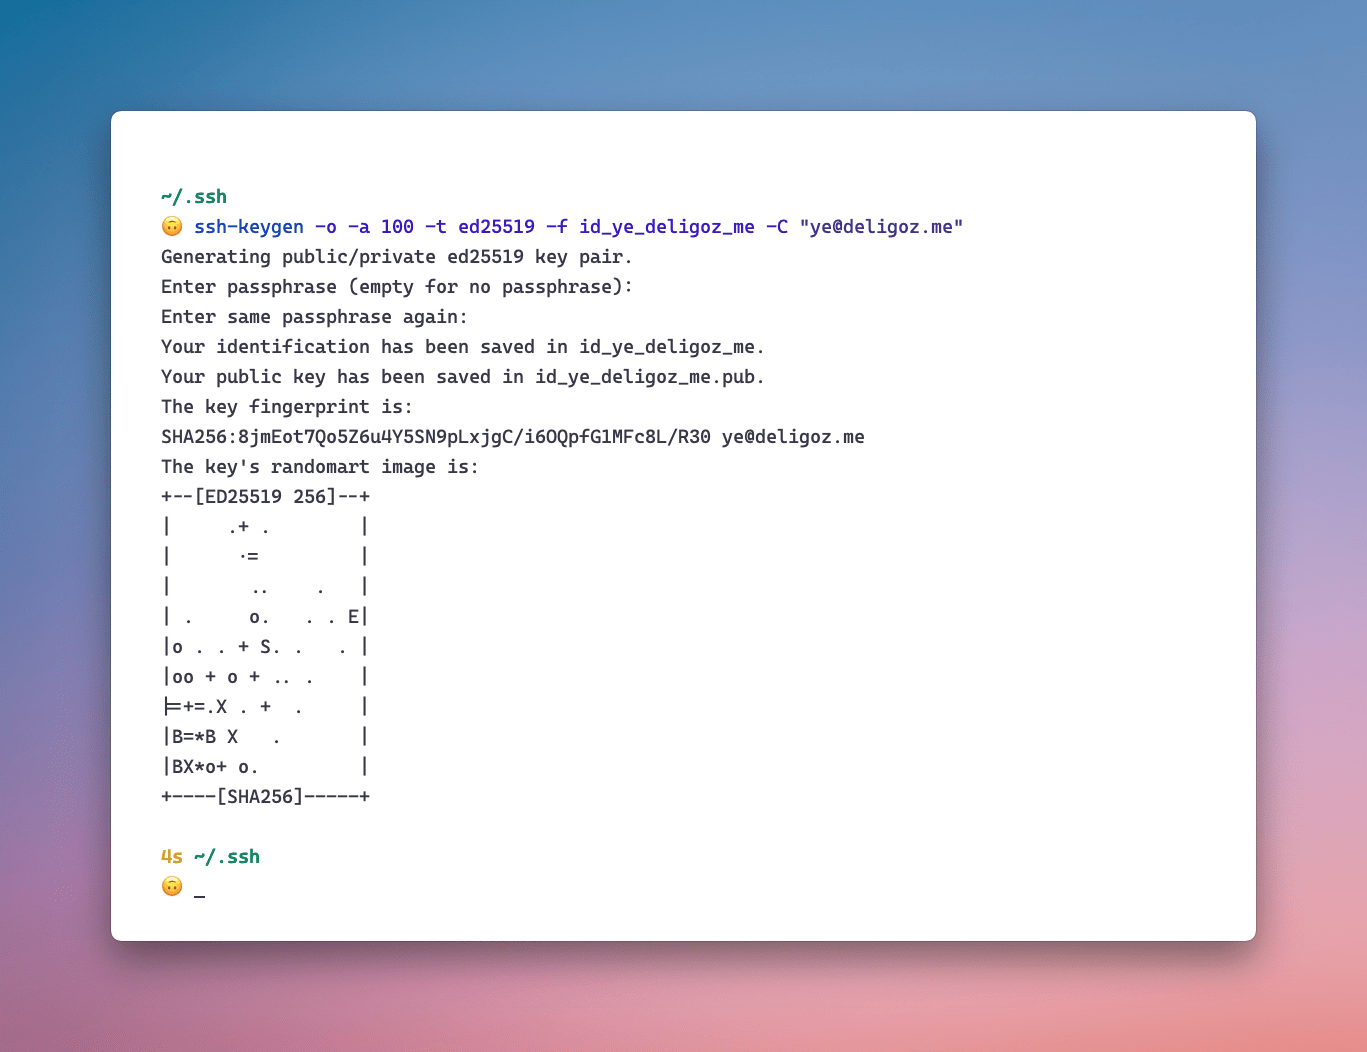 ~/.ssh
🙃 ssh-keygen -o -a 100 -t ed25519 -f id_ye_deligoz_me -C "ye@deligoz.me"
Generating public/private ed25519 key pair.
Enter passphrase (empty for no passphrase):
Enter same passphrase again:
Your identification has been saved in id_ye_deligoz_me.
Your public key has been saved in id_ye_deligoz_me.pub.
The key fingerprint is:
SHA256:8jmEot7Qo5Z6u4Y5SN9pLxjgC/i6OQpfG1MFc8L/R30 ye@deligoz.me
The key's randomart image is:
+--[ED25519 256]--+
|     .+ .        |
|      .=         |
|       ..    .   |
| .     o.   . . E|
|o . . + S. .   . |
|oo + o + .. .    |
|=+=.X . +  .     |
|B=*B X   .       |
|BX*o+ o.         |
+----[SHA256]-----+
4s ~/.ssh
🙃 _